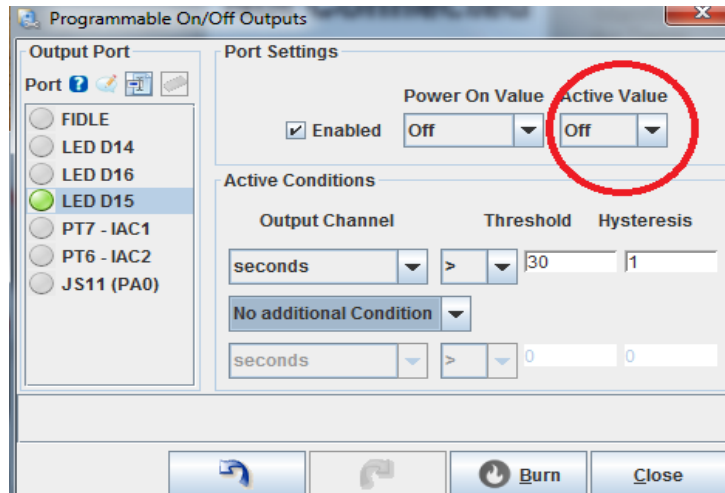 Programmable On/Off Outputs
Output Port
Port
FIDLE
LED D14
LED D16
LED D15
PT7 - IAC1
PT6 - IAC2
JS11 (PA0)
Port Settings
Power On Value Active Value
Enabled Off Off
Active Conditions
Output Channel Threshold Hysteresis
seconds > 30 1
No additional Condition
seconds > 0 0
Burn Close